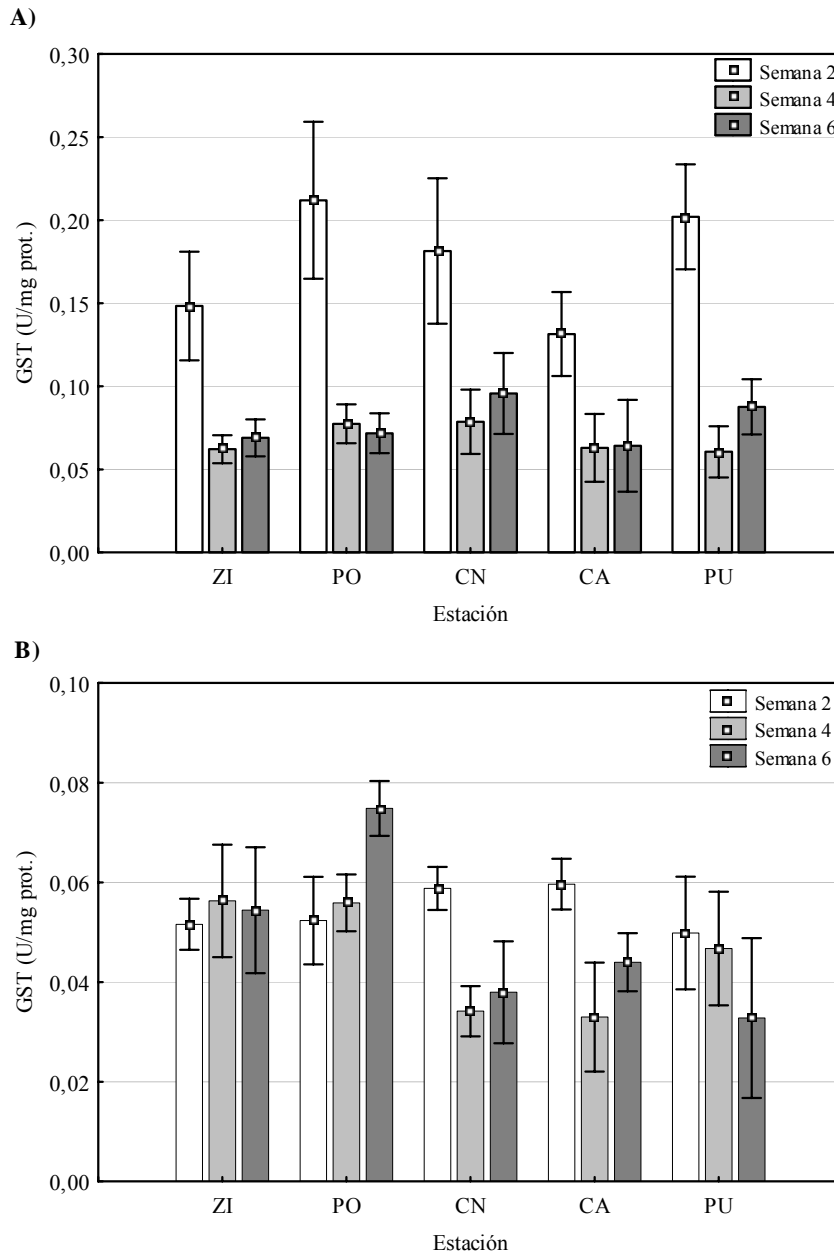 A)
0,30
0,25
0,20
0,15
0,10
0,05
0,00
GST (U/mg prot.)
Semana 2
Semana 4
Semana 6
ZI PO CN CA PU
Estación
B)
0,10
0,08
0,06
0,04
0,02
0,00
GST (U/mg prot.)
Semana 2
Semana 4
Semana 6
ZI PO CN CA PU
Estación